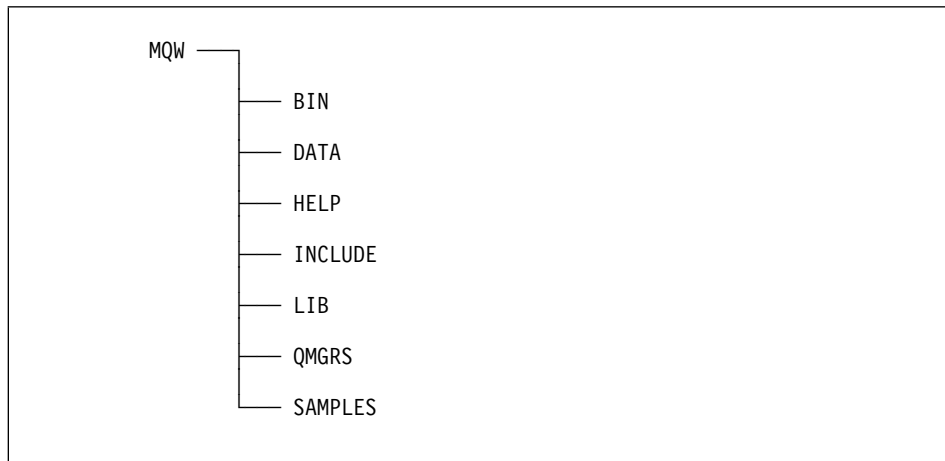 MQW
BIN
DATA
HELP
INCLUDE
LIB
QMGRS
SAMPLES